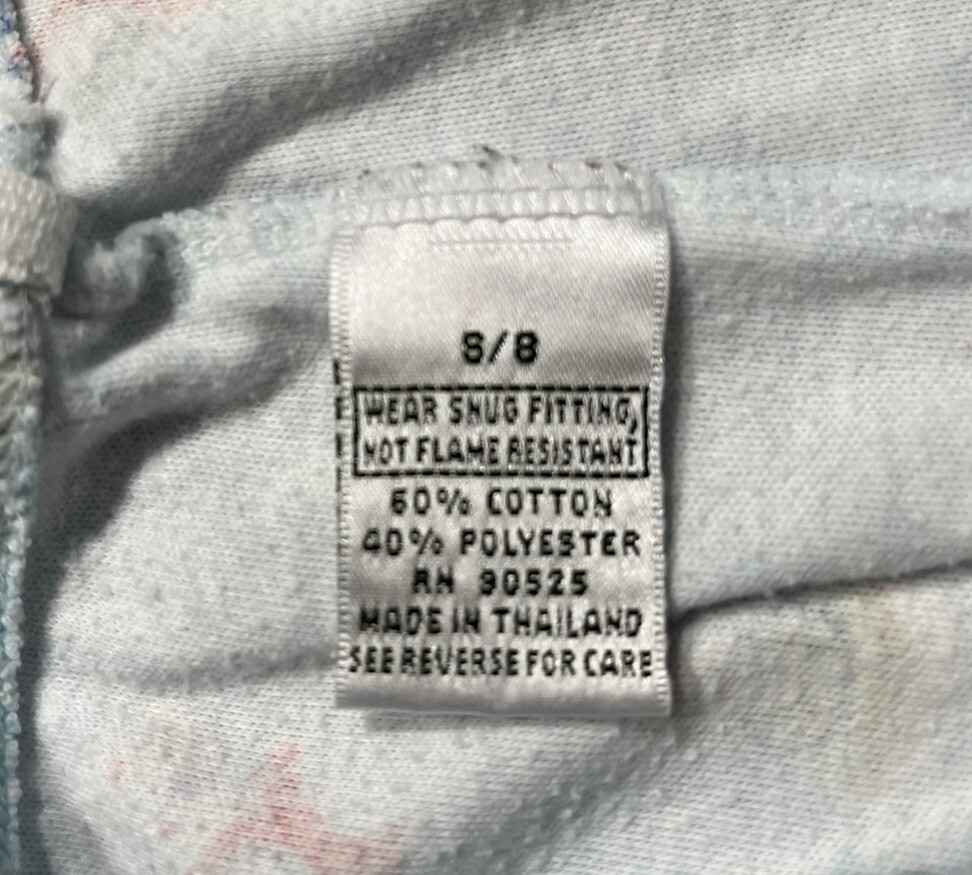 S/8
WEAR SNUG FITTING,
NOT FLAME RESISTANT
60% COTTON
40% POLYESTER
RN 90525
MADE IN THAILAND
SEE REVERSE FOR CARE